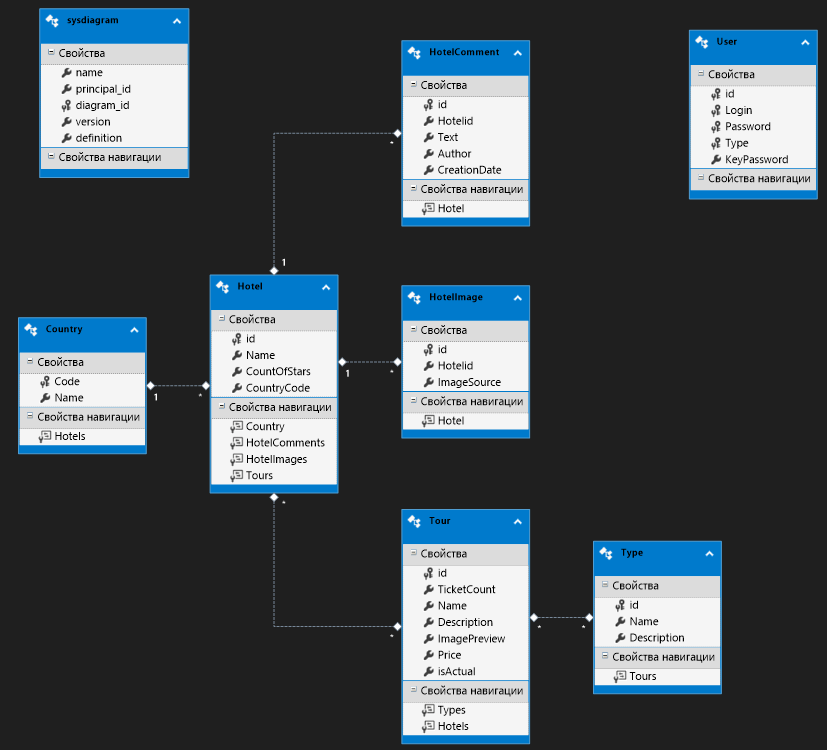 sysdiagram
Свойства
name
principal_id
diagram_id
version
definition
Свойства навигации
HotelComment
Свойства
id
Hotelid
Text
Author
CreationDate
Свойства навигации
Hotel
User
Свойства
id
Login
Password
Type
KeyPassword
Свойства навигации
*
1
Hotel
Свойства
id
Name
CountOfStars
CountryCode
Свойства навигации
Country
HotelComments
HotelImages
Tours
HotelImage
Свойства
id
Hotelid
ImageSource
Свойства навигации
Hotel
1
*
Country
Свойства
Code
Name
Свойства навигации
Hotels
1
*
*
*
Tour
Свойства
id
TicketCount
Name
Description
ImagePreview
Price
isActual
Свойства навигации
Types
Hotels
*
*
Type
Свойства
id
Name
Description
Свойства навигации
Tours